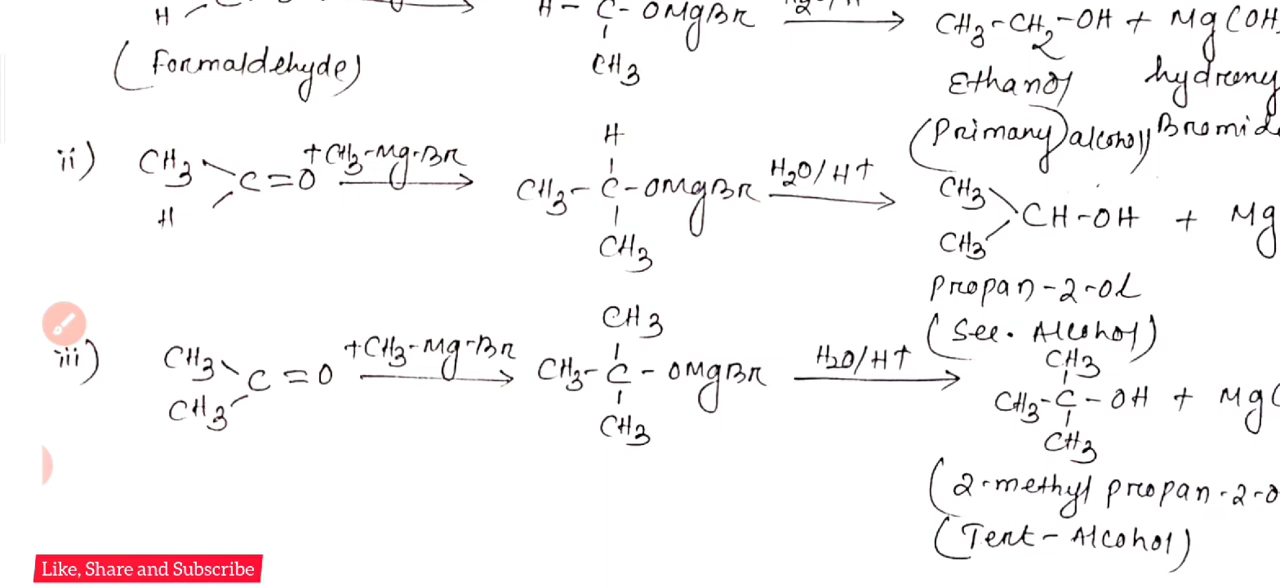 H C H - C - OMgBr CH3-CH2-OH + Mg(OH
(Formaldehyde) CH3 Ethanol
(Primary) alcohol Bromide
H
ii) CH3 C=O +CH3-Mg-Br CH3-C-OMgBr H2O/H+ CH3 CH-OH + Mg
H CH3 CH3
Propan-2-ol
(Sec. Alcohol)
CH3 CH3
iii) CH3 C=O +CH3-Mg-Br CH3-C-OMgBr H2O/H+ CH3-C-OH + Mg(
CH3 CH3 CH3
(2-methyl propan-2-o
(Tert-Alcohol)
Like, Share and Subscribe